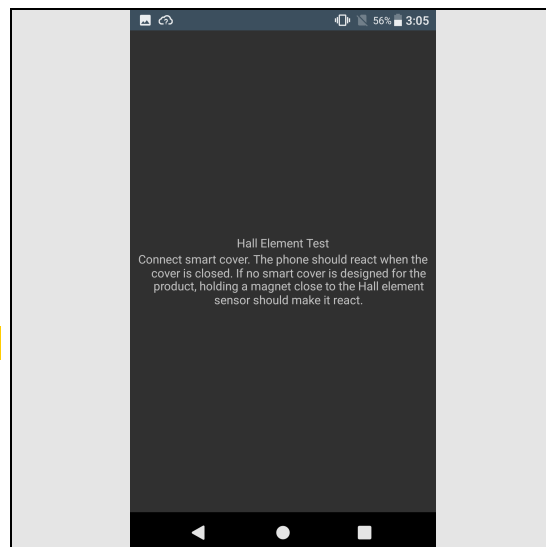 56% 3:05
Hall Element Test
Connect smart cover. The phone should react when the
cover is closed. If no smart cover is designed for the
product, holding a magnet close to the Hall element
sensor should make it react.